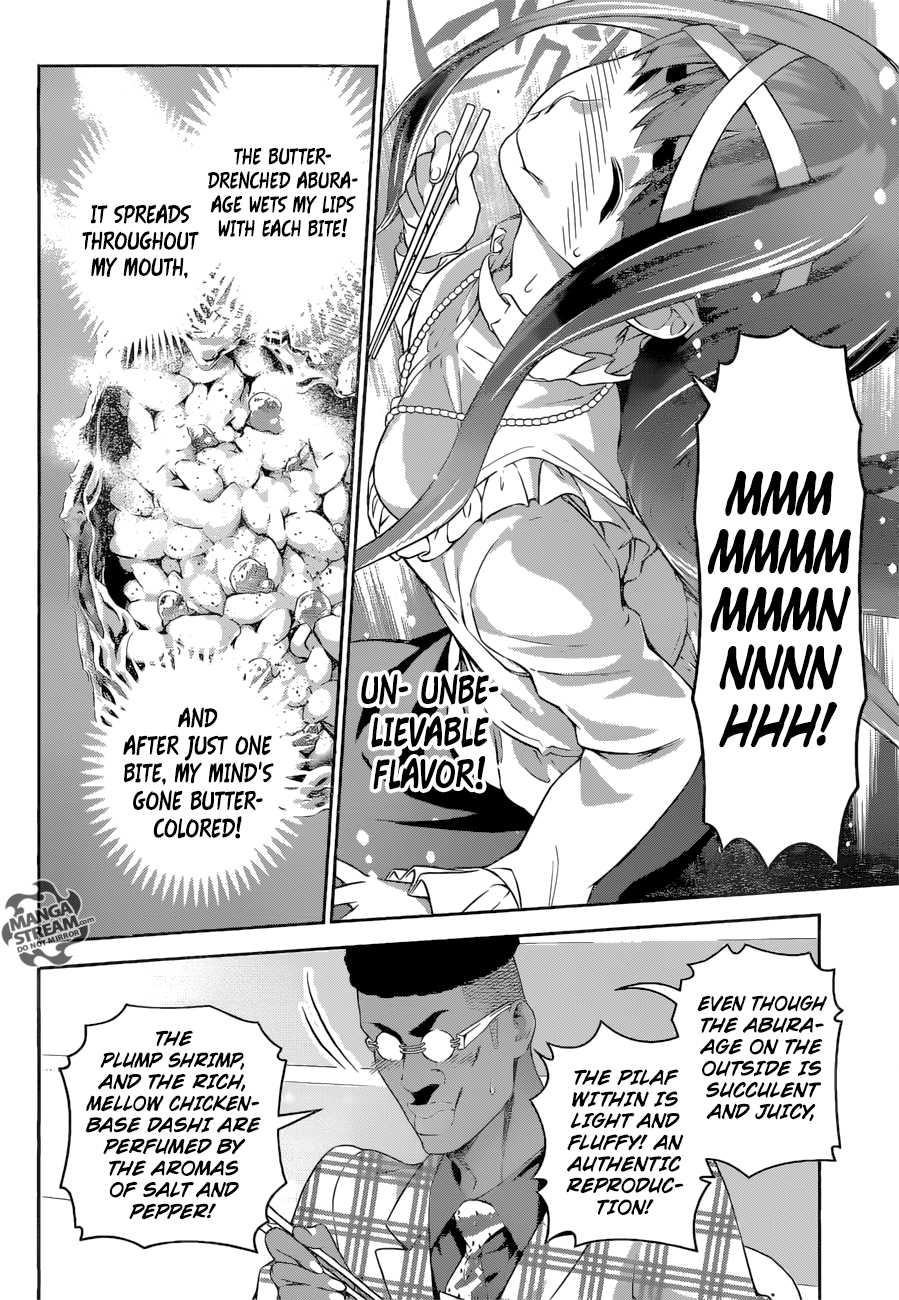 MMM
MMMM
MMMN
NNNN
HHH!
UN- UNBE-
LIEVABLE
FLAVOR!
THE BUTTER-
DRENCHED ABURA-
AGE WETS MY LIPS
WITH EACH BITE!
IT SPREADS
THROUGHOUT
MY MOUTH,
AND
AFTER JUST ONE
BITE, MY MIND'S
GONE BUTTER-
COLORED!
MANGA
STREAM.com
DO NOT MIRROR
EVEN THOUGH
THE ABURA-
AGE ON THE
OUTSIDE IS
SUCCULENT
AND JUICY,
THE PILAF
WITHIN IS
LIGHT AND
FLUFFY! AN
AUTHENTIC
REPRODUC-
TION!
THE
PLUMP SHRIMP,
AND THE RICH,
MELLOW CHICKEN-
BASE DASHI ARE
PERFUMED BY
THE AROMAS
OF SALT AND
PEPPER!